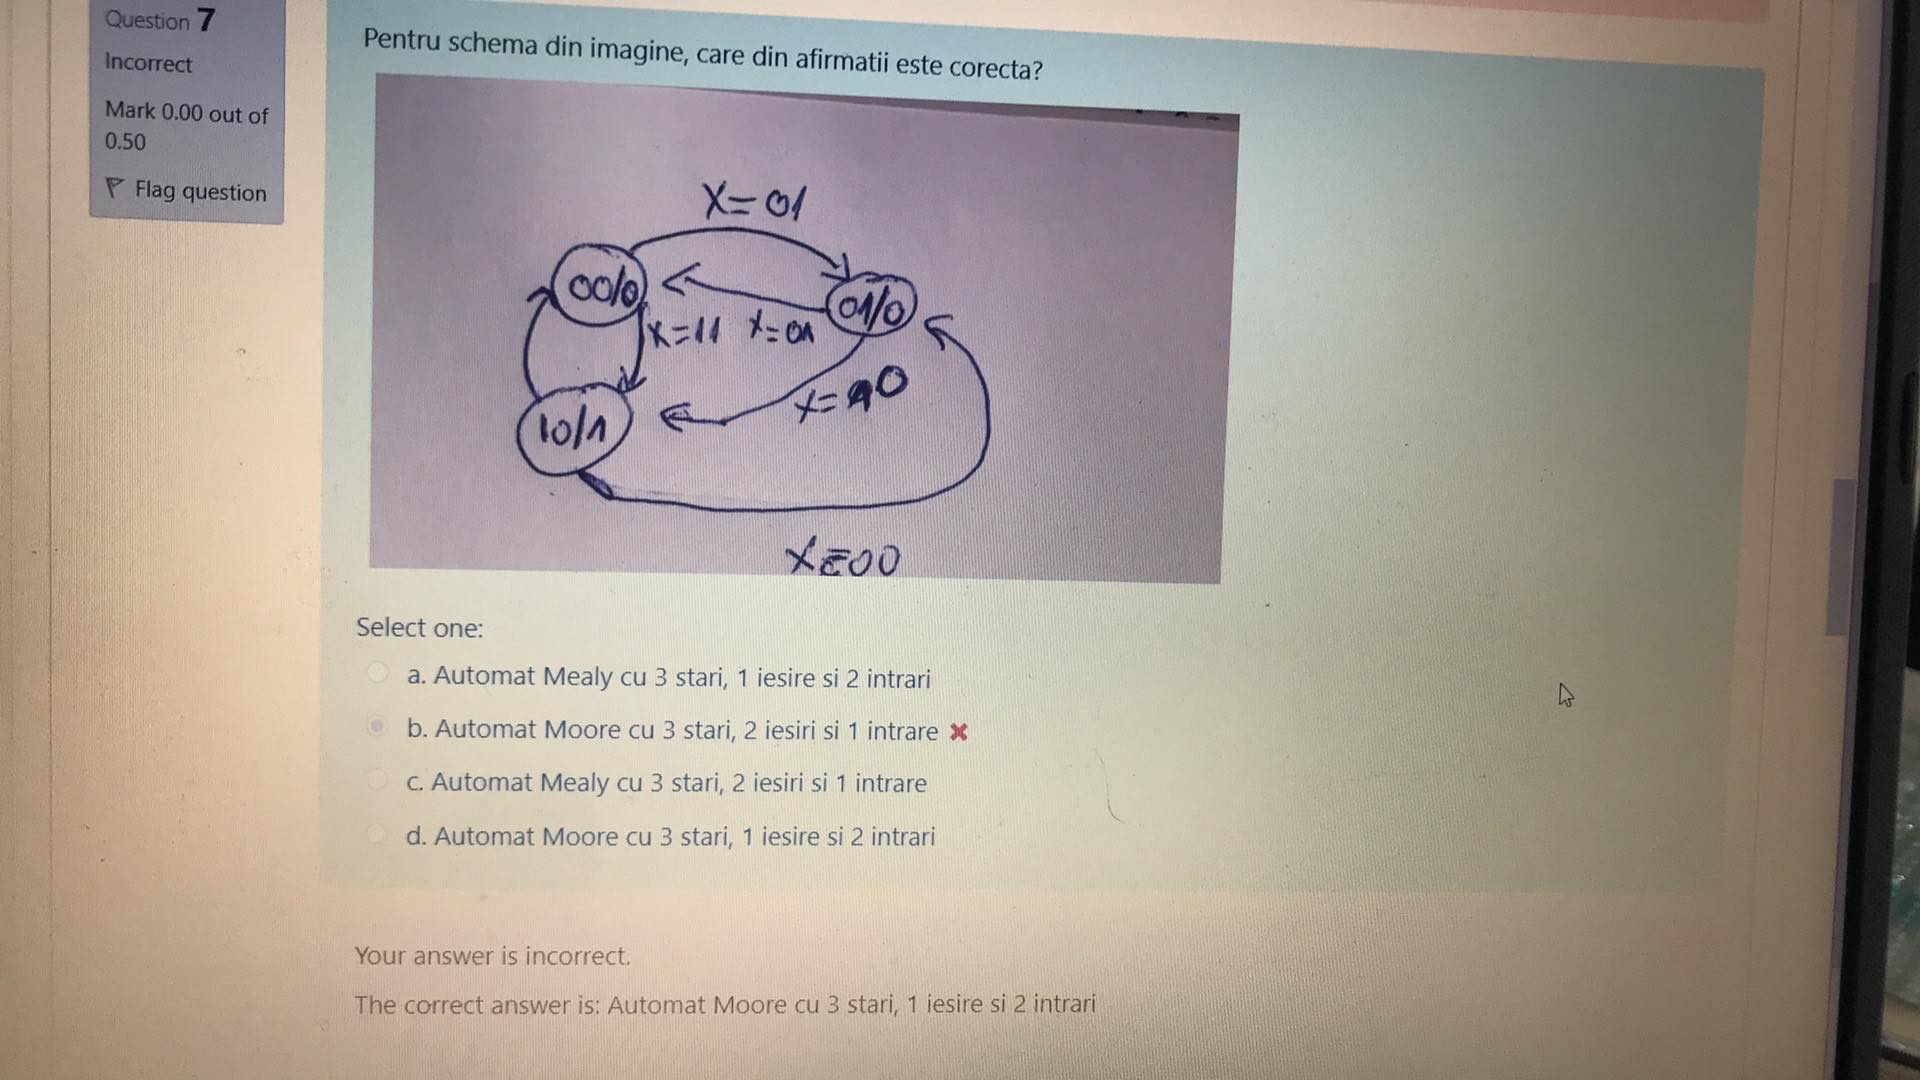 Question 7
Incorrect
Mark 0.00 out of
0.50
Flag question
Pentru schema din imagine, care din afirmatii este corecta?
X=01
00/0
01/0
X=11 X=01
X=10
10/1
X=00
Select one:
a. Automat Mealy cu 3 stari, 1 iesire si 2 intrari
b. Automat Moore cu 3 stari, 2 iesiri si 1 intrare
c. Automat Mealy cu 3 stari, 2 iesiri si 1 intrare
d. Automat Moore cu 3 stari, 1 iesire si 2 intrari
Your answer is incorrect.
The correct answer is: Automat Moore cu 3 stari, 1 iesire si 2 intrari